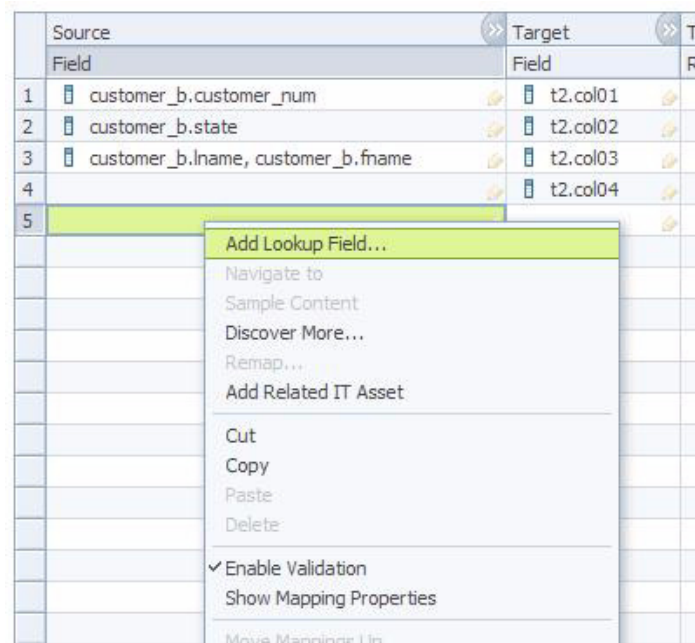 Source Target T
Field Field R
1 customer_b.customer_num t2.col01
2 customer_b.state t2.col02
3 customer_b.lname, customer_b.fname t2.col03
4 t2.col04
5
Add Lookup Field...
Navigate to
Sample Content
Discover More...
Remap...
Add Related IT Asset
Cut
Copy
Paste
Delete
Enable Validation
Show Mapping Properties
Move Mappings Up